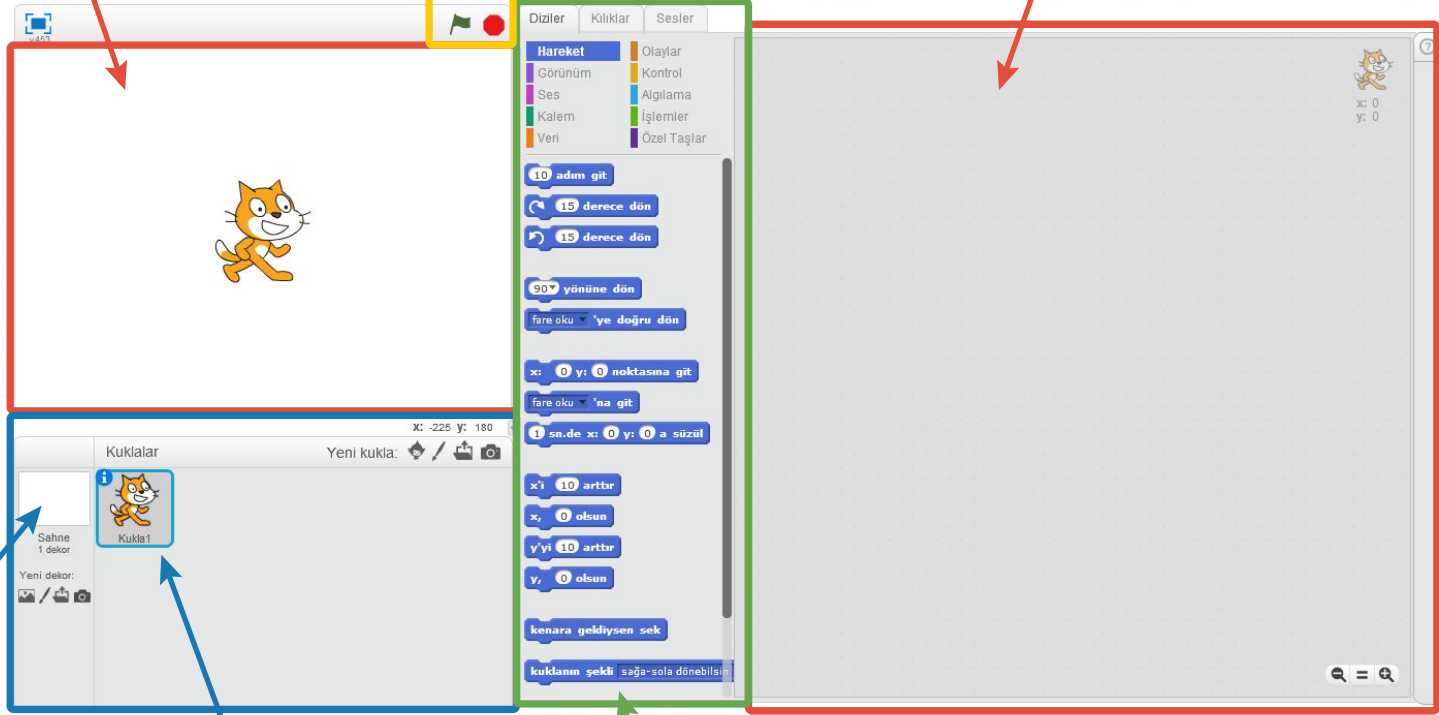 v453
Diziler Kılıklar Sesler
Hareket Olaylar
Görünüm Kontrol
Ses Algılama
Kalem İşlemler
Veri Özel Taşlar
10 adım git
15 derece dön
15 derece dön
90 yönüne dön
fare oku 'ye doğru dön
x: 0 y: 0 noktasına git
fare oku 'na git
1 sn.de x: 0 y: 0 a süzül
x'i 10 arttır
x, 0 olsun
y'yi 10 arttır
y, 0 olsun
kenara geldiysen sek
kuklanın şekli sağa-sola dönebilsin
x: 0
y: 0
X: -225 y: 180
Kuklalar Yeni kukla:
Sahne
1 dekor
Kukla1
Yeni dekor: